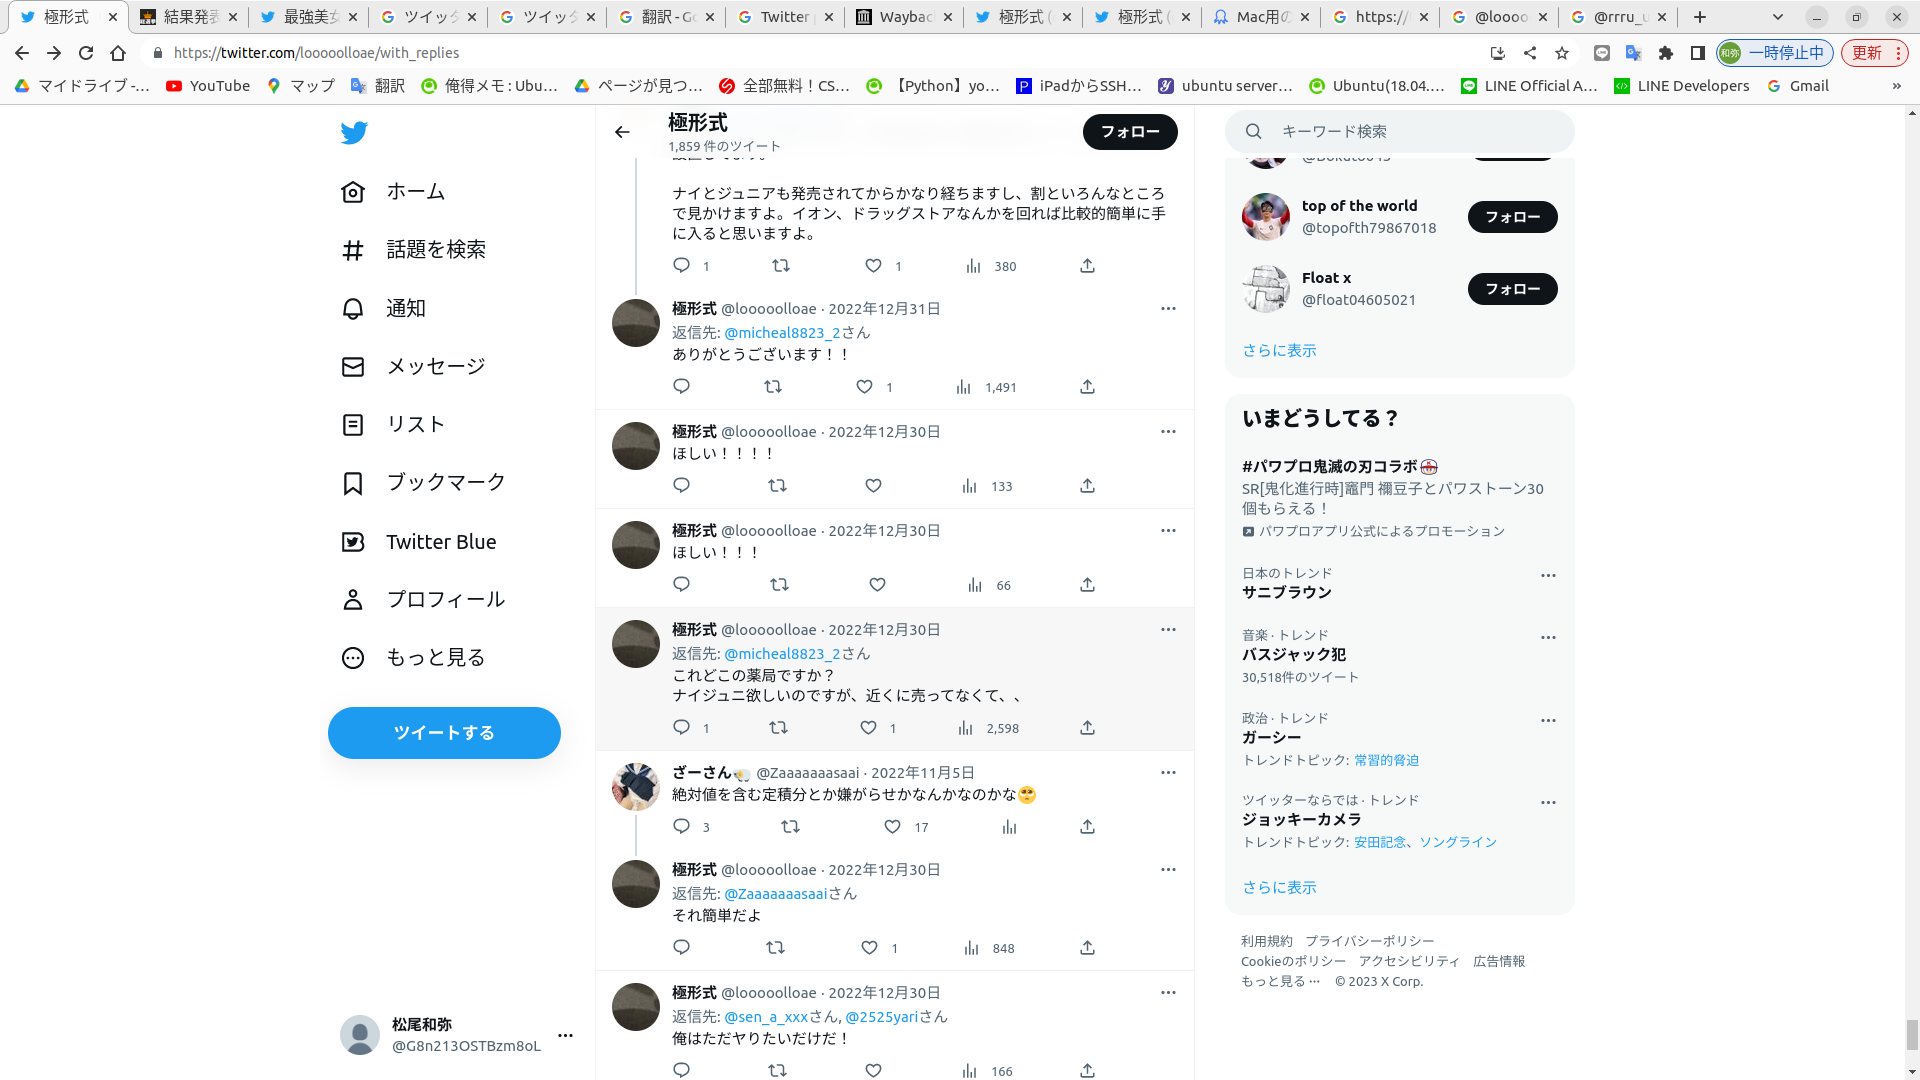 極形式
結果発表
最強美女
ツイッタ
ツイッタ
翻訳 - Go
Twitter p
Wayback
極形式 (
極形式 (
Mac用の
https://
@loooo
@rrru_u
https://twitter.com/looooolloae/with_replies
和弥 一時停止中
更新
マイドライブ -...
YouTube
マップ
翻訳
俺得メモ : Ubu...
ページが見つ...
全部無料！CS...
【Python】yo...
iPadからSSH...
ubuntu server...
Ubuntu(18.04....
LINE Official A...
LINE Developers
Gmail
»
ホーム
話題を検索
通知
メッセージ
リスト
ブックマーク
Twitter Blue
プロフィール
もっと見る
ツイートする
松尾和弥
@G8n213OSTBzm8oL
極形式
1,859 件のツイート
フォロー
ナイとジュニアも発売されてからかなり経ちますし、割といろんなところ
で見かけますよ。イオン、ドラッグストアなんかを回れば比較的簡単に手
に入ると思いますよ。
1 1 380
極形式 @looooolloae · 2022年12月31日
返信先: @micheal8823_2さん
ありがとうございます！！
1 1,491
極形式 @looooolloae · 2022年12月30日
ほしい！！！！
133
極形式 @looooolloae · 2022年12月30日
ほしい！！！
66
極形式 @looooolloae · 2022年12月30日
返信先: @micheal8823_2さん
これどこの薬局ですか？
ナイジュニ欲しいのですが、近くに売ってなくて、、
1 1 2,598
ざーさん @Zaaaaaaasaai · 2022年11月5日
絶対値を含む定積分とか嫌がらせかなんかなのかな🥺
3 17
極形式 @looooolloae · 2022年12月30日
返信先: @Zaaaaaaasaaiさん
それ簡単だよ
1 848
極形式 @looooolloae · 2022年12月30日
返信先: @sen_a_xxxさん, @2525yariさん
俺はただヤりたいだけだ！
166
キーワード検索
top of the world
@topofth79867018
フォロー
Float x
@float04605021
フォロー
さらに表示
いまどうしてる？
#パワプロ鬼滅の刃コラボ
SR[鬼化進行時]竈門 禰豆子とパワストーン30
個もらえる！
パワプロアプリ公式によるプロモーション
日本のトレンド
サニブラウン
音楽 · トレンド
バスジャック犯
30,518件のツイート
政治 · トレンド
ガーシー
トレンドトピック: 常習的脅迫
ツイッターならでは · トレンド
ジョッキーカメラ
トレンドトピック: 安田記念、ソングライン
さらに表示
利用規約 プライバシーポリシー
Cookieのポリシー アクセシビリティ 広告情報
もっと見る ··· © 2023 X Corp.